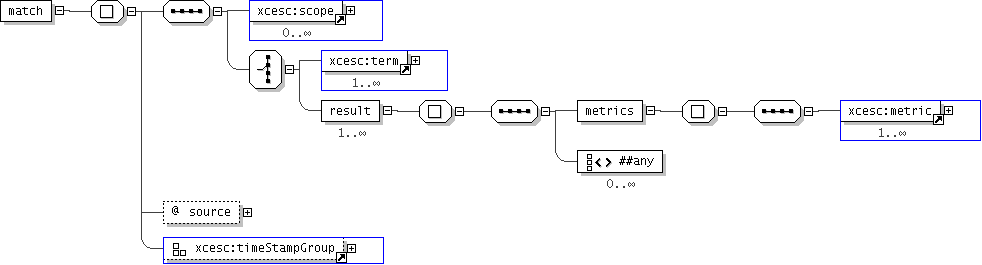 match
xcesc:scope
0..∞
xcesc:term
1..∞
result
1..∞
metrics
xcesc:metric
1..∞
##any
0..∞
@ source
xcesc:timeStampGroup